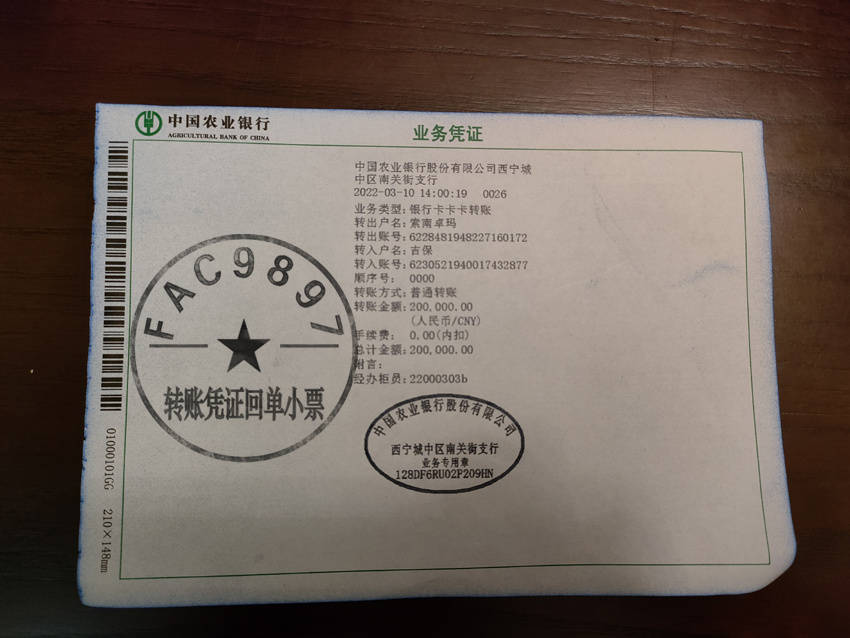 中国农业银行
AGRICULTURAL BANK OF CHINA
业务凭证
中国农业银行股份有限公司西宁城
中区南关街支行
2022-03-10 14:00:19 0026
业务类型:银行卡卡卡转账
转出户名:索南卓玛
转出账号:6228481948227160172
转入户名:吉保
转入账号:6230521940017432877
顺序号: 0000
转账方式:普通转账
转账金额:200,000.00
(人民币/CNY)
手续费: 0.00(内扣)
总计金额:200,000.00
附言:
经办柜员:22000303b
FAC9897
转账凭证回单小票
中国农业银行股份有限公司
西宁城中区南关街支行
业务专用章
128DF6RU02P209HN
01000101GG 210×148mm